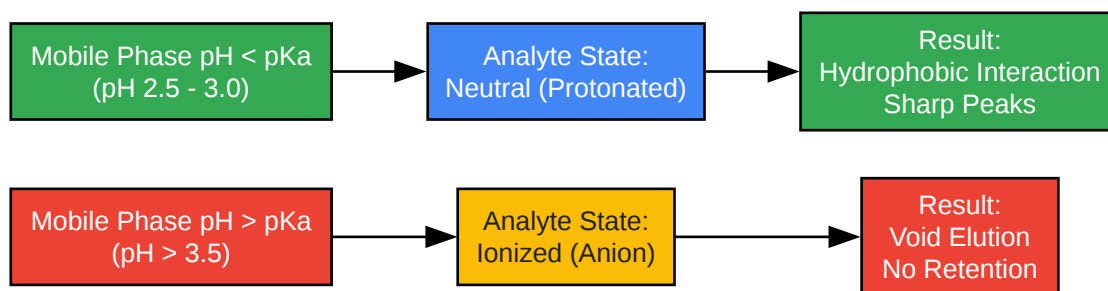 Mobile Phase pH < pKa
(pH 2.5 - 3.0)
Analyte State:
Neutral (Protonated)
Result:
Hydrophobic Interaction
Sharp Peaks
Mobile Phase pH > pKa
(pH > 3.5)
Analyte State:
Ionized (Anion)
Result:
Void Elution
No Retention